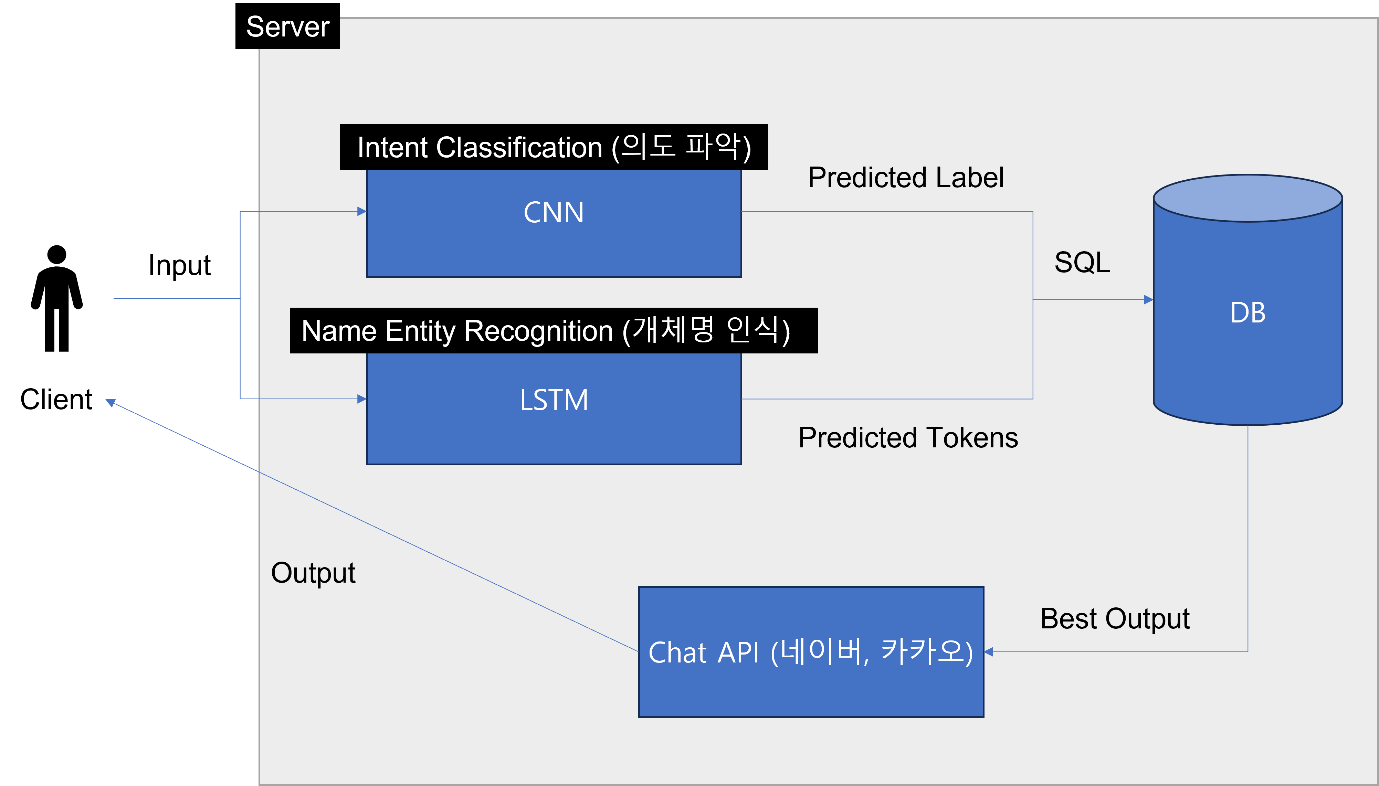 Server
Intent Classification (의도 파악)
CNN
Predicted Label
Input
SQL
DB
Name Entity Recognition (개체명 인식)
LSTM
Client
Predicted Tokens
Output
Best Output
Chat API (네이버, 카카오)